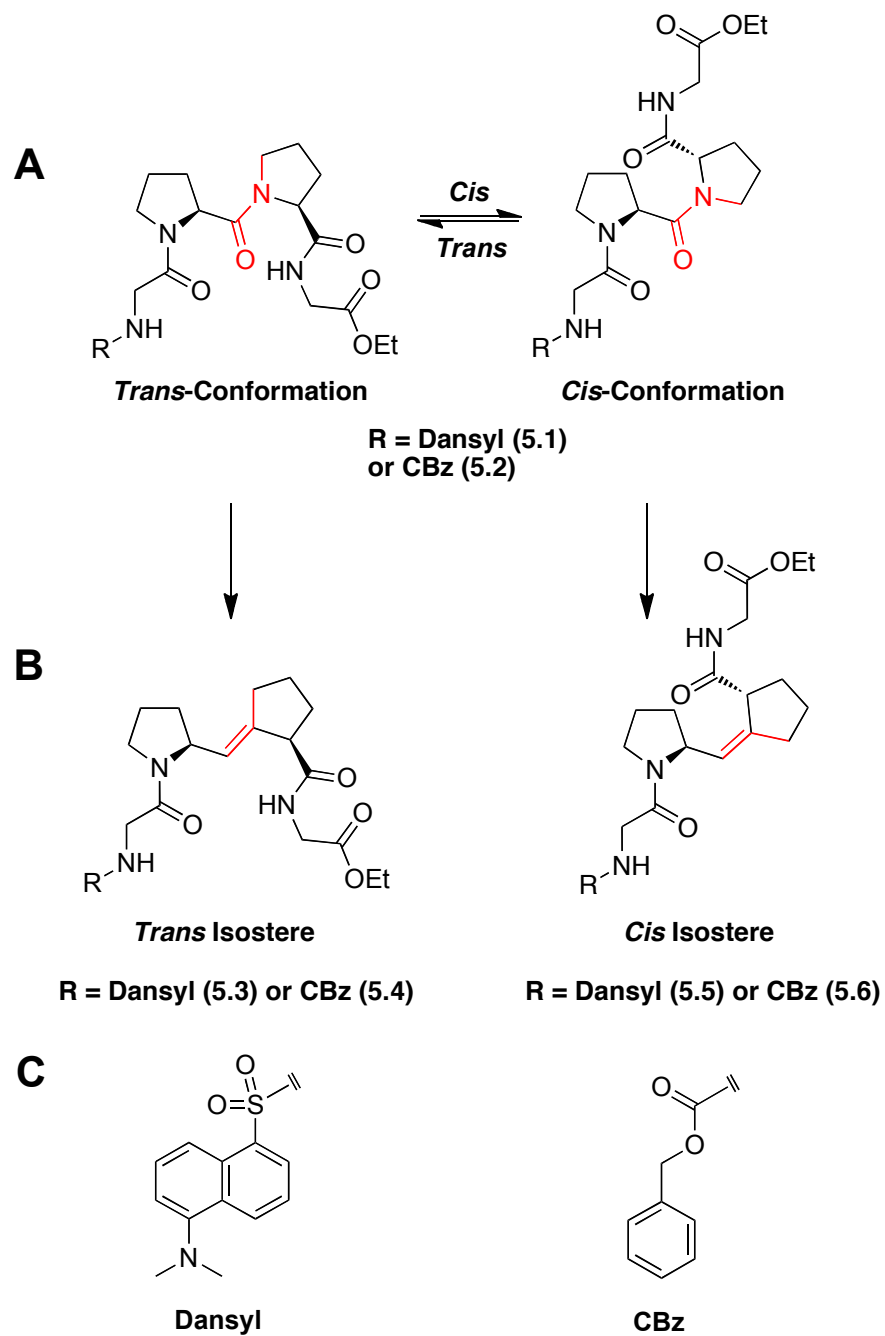 O
OEt
HN
A
O
N
O
Cis
Trans
N
O
N
O
HN
O
OEt
NH
R
N
O
O
NH
R
Trans-Conformation
Cis-Conformation
R = Dansyl (5.1)
or CBz (5.2)
O
OEt
HN
B
O
N
O
HN
O
OEt
O
NH
R
N
O
NH
R
Trans Isostere
Cis Isostere
R = Dansyl (5.3) or CBz (5.4)
R = Dansyl (5.5) or CBz (5.6)
C
O
O=S
N
O
O
Dansyl
CBz